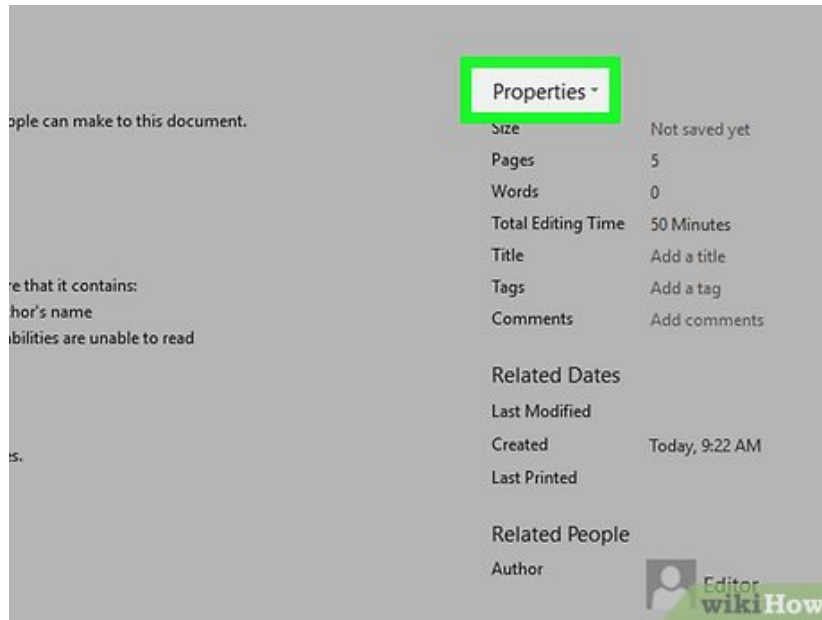 Properties
ople can make to this document.
Size Not saved yet
Pages 5
Words 0
Total Editing Time 50 Minutes
Title Add a title
re that it contains:
Tags Add a tag
hor's name
Comments Add comments
abilities are unable to read
Related Dates
Last Modified
Created Today, 9:22 AM
es.
Last Printed
Related People
Author Editor
wikiHow